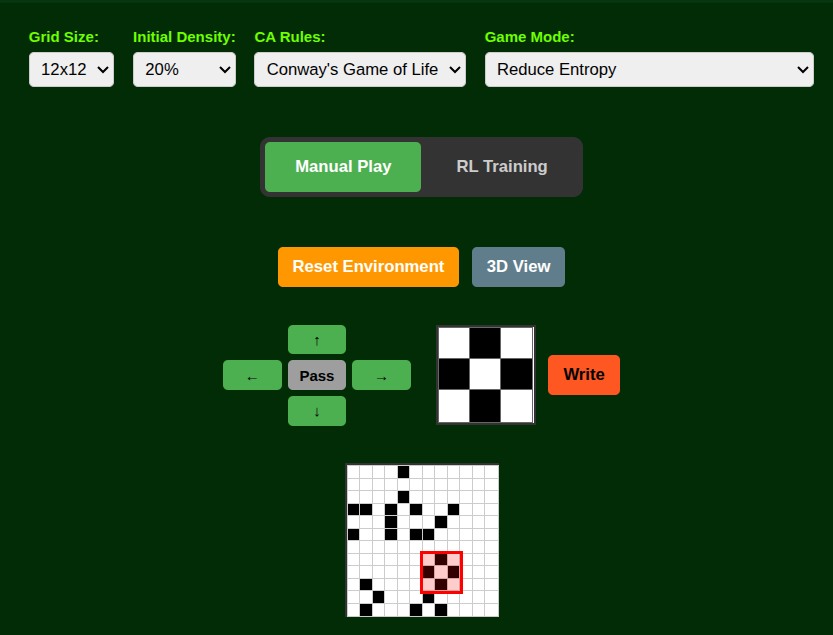 Grid Size: Initial Density: CA Rules: Game Mode:
12x12 20% Conway's Game of Life Reduce Entropy
Manual Play RL Training
Reset Environment 3D View
↑
← Pass → Write
↓